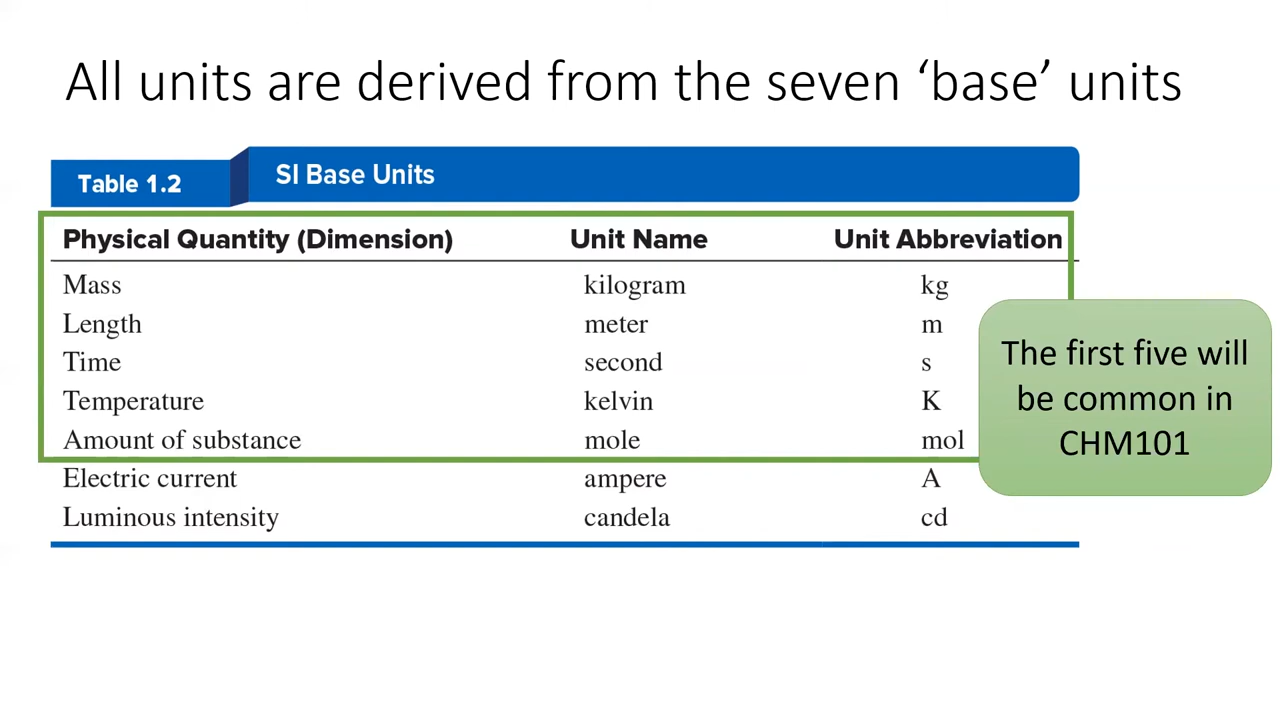 All units are derived from the seven ‘base’ units
Table 1.2 SI Base Units
Physical Quantity (Dimension) Unit Name Unit Abbreviation
Mass kilogram kg
Length meter m
Time second s
Temperature kelvin K
Amount of substance mole mol
Electric current ampere A
Luminous intensity candela cd
The first five will
be common in
CHM101